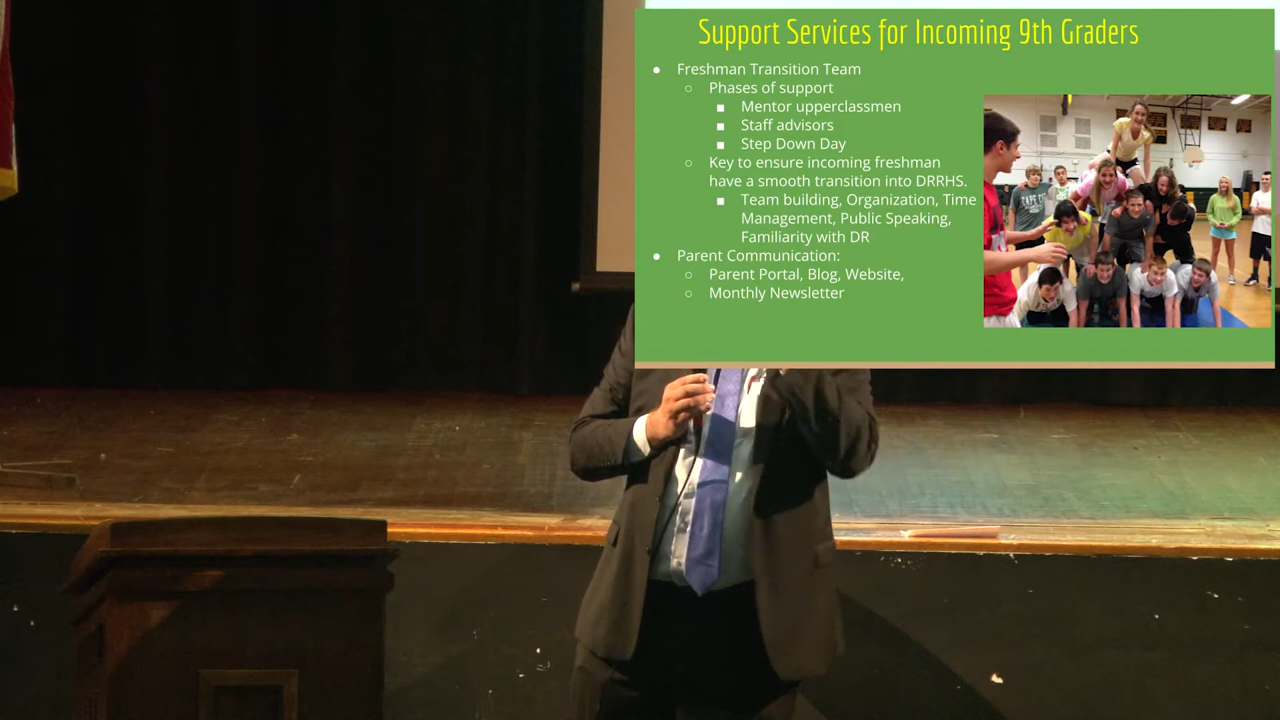 Support Services for Incoming 9th Graders
● Freshman Transition Team
○ Phases of support
■ Mentor upperclassmen
■ Staff advisors
■ Step Down Day
○ Key to ensure incoming freshman
have a smooth transition into DRRHS.
■ Team building, Organization, Time
Management, Public Speaking,
Familiarity with DR
● Parent Communication:
○ Parent Portal, Blog, Website,
○ Monthly Newsletter